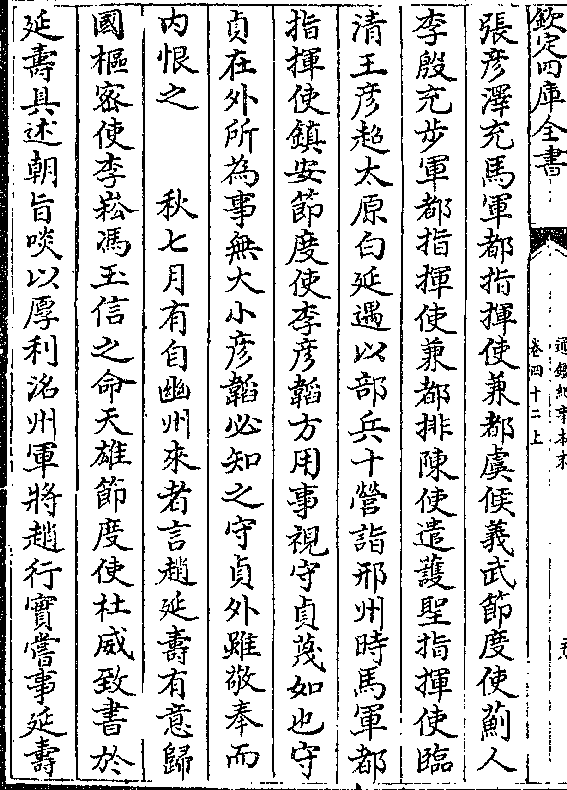 欽定四庫全書
通鑑紀事本末
卷四十二上
張彦澤充馬軍都指揮使兼都虞候義武節度使薊人
李殷充步軍都指揮使兼都排陳使遣護聖指揮使臨
清王彦超太原白延遇以部兵十營詣邢州時馬軍都
指揮使鎮安節度使李彦韜方用事視守貞蔑如也守
貞在外所為事無大小彦韜必知之守貞外雖敬奉而
内恨之　　秋七月有自幽州來者言趙延壽有意歸
國樞密使李崧馮玉信之命天雄節度使杜威致書於
延壽具述朝旨啖以厚利洺州軍將趙行實嘗事延壽